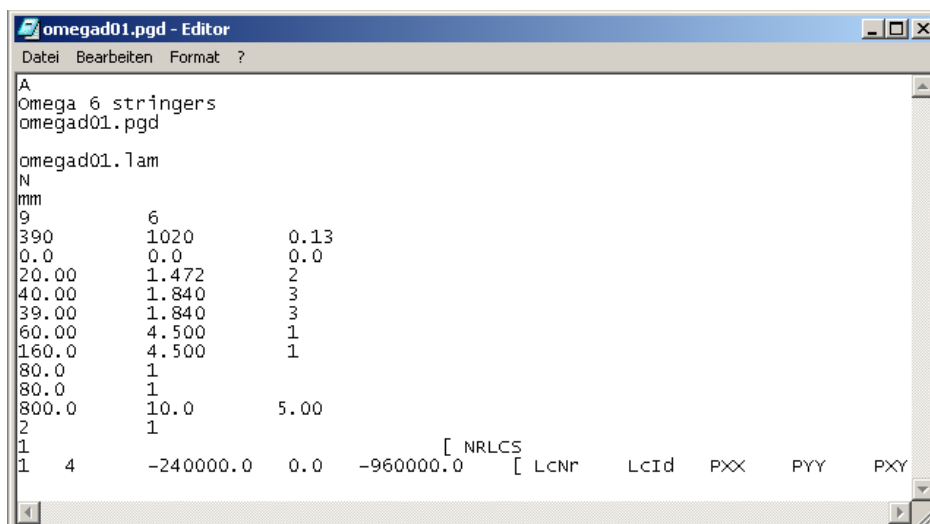 omegad01.pgd - Editor
Datei Bearbeiten Format ?
A
Omega 6 stringers
omegad01.pgd
omegad01.lam
N
mm
9 6
390 1020 0.13
0.0 0.0 0.0
20.00 1.472 2
40.00 1.840 3
39.00 1.840 3
60.00 4.500 1
160.0 4.500 1
80.0 1
80.0 1
800.0 10.0 5.00
2 1
1 [ NRLCS
1 4 -240000.0 0.0 -960000.0 [ LcNr LcId PXX PYY PXY